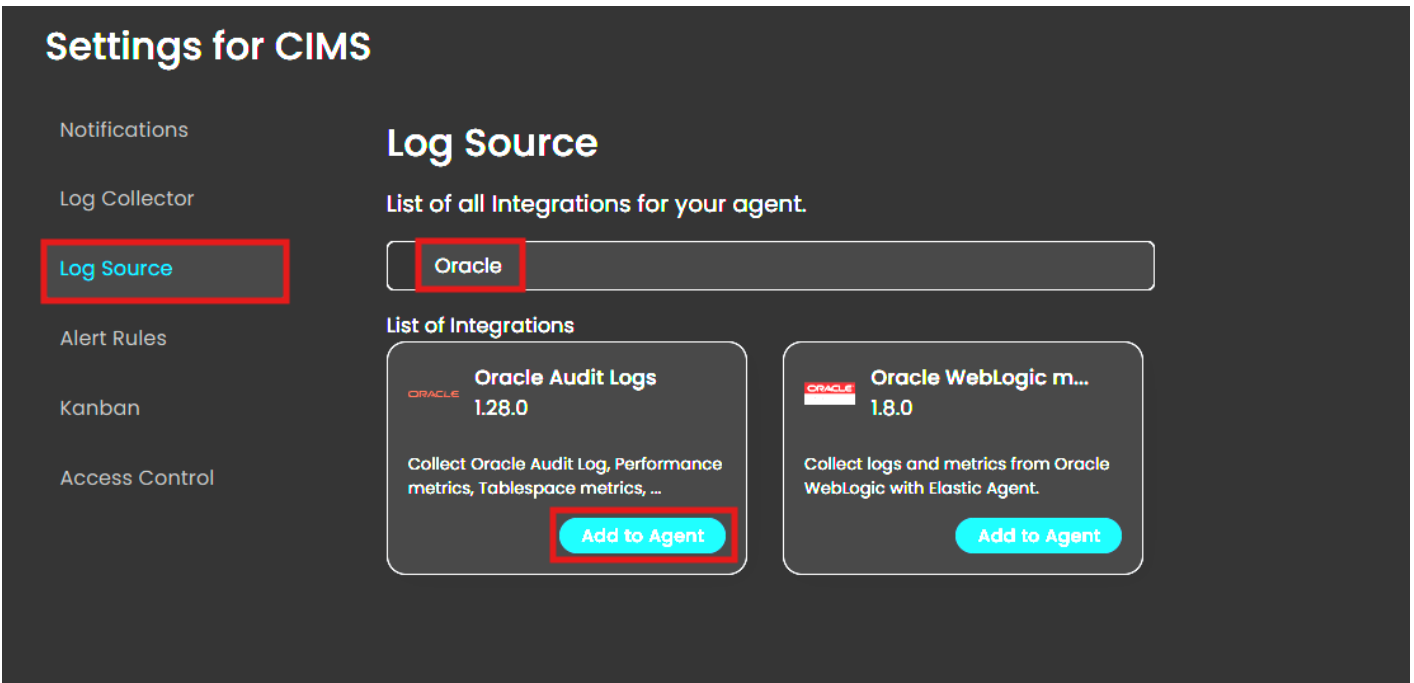 Settings for CIMS
Notifications
Log Collector
Log Source
Alert Rules
Kanban
Access Control
Log Source
List of all Integrations for your agent.
Oracle
List of Integrations
ORACLE
Oracle Audit Logs
1.28.0
Collect Oracle Audit Log, Performance
metrics, Tablespace metrics, ...
Add to Agent
ORACLE
Oracle WebLogic m...
1.8.0
Collect logs and metrics from Oracle
WebLogic with Elastic Agent.
Add to Agent